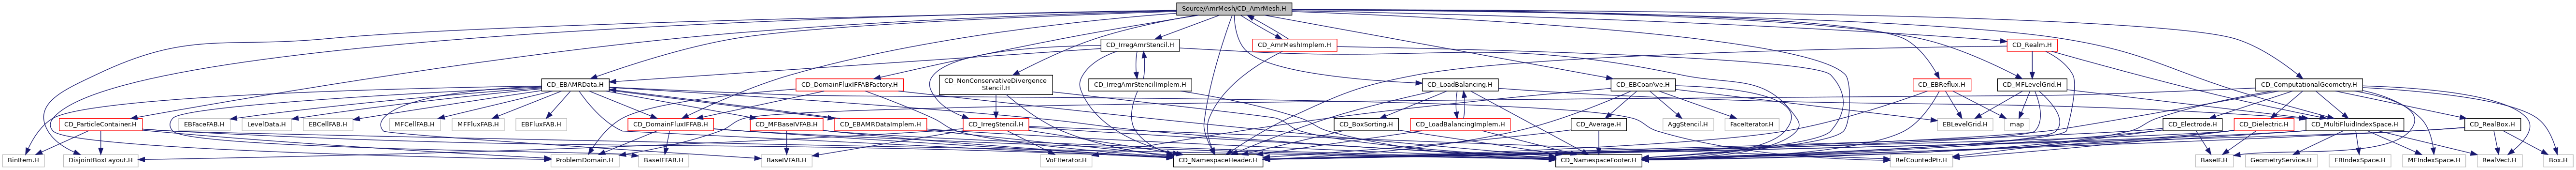 Source/AmrMesh/CD_AmrMesh.H
CD_IrregAmrStencil.H
CD_AmrMeshImplem.H
CD_Realm.H
CD_EBAMRData.H
CD_DomainFluxIFFABFactory.H
CD_NonConservativeDivergence
Stencil.H
CD_IrregAmrStencilImplem.H
CD_LoadBalancing.H
CD_EBCoarAve.H
CD_EBReflux.H
CD_MFLevelGrid.H
CD_ComputationalGeometry.H
CD_ParticleContainer.H
EBFaceFAB.H
LevelData.H
EBCellFAB.H
MFCellFAB.H
MFFluxFAB.H
EBFluxFAB.H
CD_DomainFluxIFFAB.H
CD_MFBaseIVFAB.H
CD_EBAMRDataImplem.H
CD_IrregStencil.H
CD_BoxSorting.H
CD_LoadBalancingImplem.H
CD_Average.H
AggStencil.H
FaceIterator.H
EBLevelGrid.H
map
CD_Electrode.H
CD_Dielectric.H
CD_MultiFluidIndexSpace.H
CD_RealBox.H
BinItem.H
DisjointBoxLayout.H
ProblemDomain.H
BaseIFFAB.H
BaseIVFAB.H
VoFIterator.H
CD_NamespaceHeader.H
CD_NamespaceFooter.H
RefCountedPtr.H
BaseIF.H
GeometryService.H
EBIndexSpace.H
MFIndexSpace.H
RealVect.H
Box.H